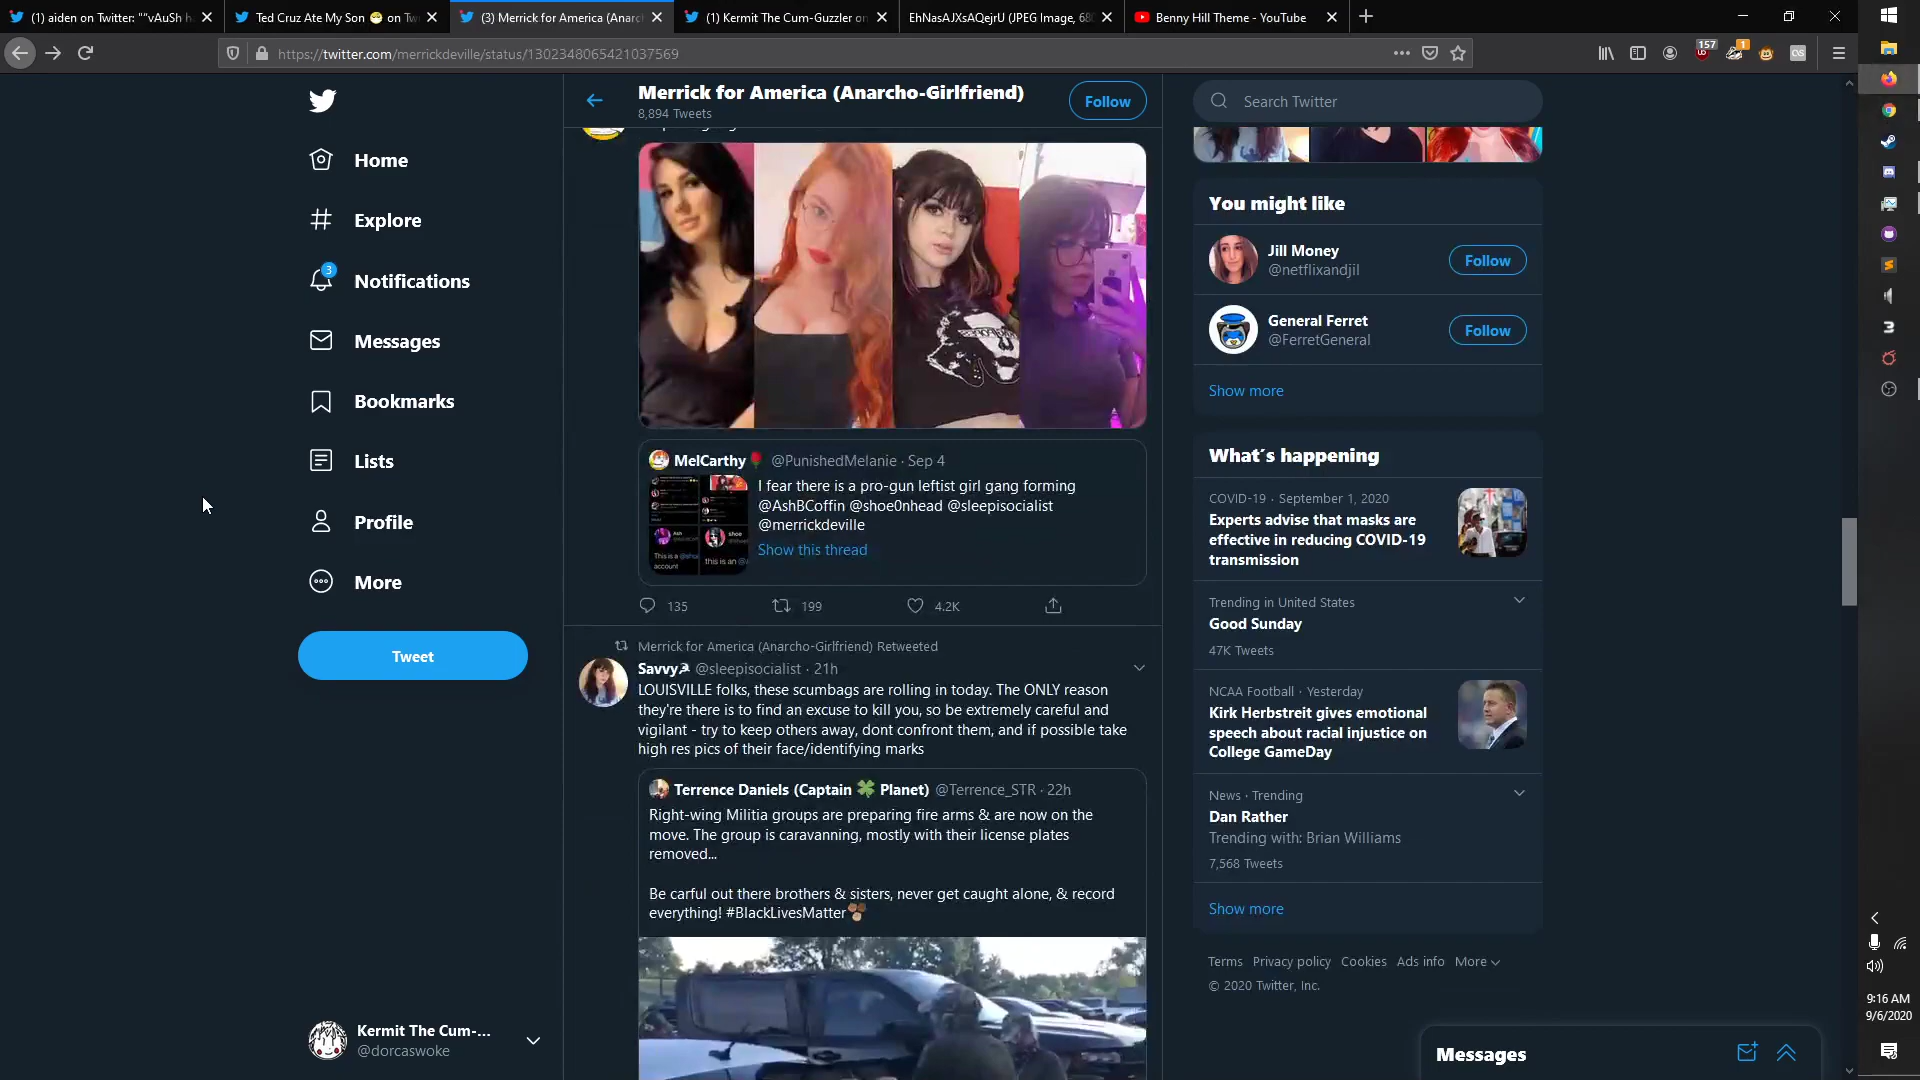 (1) aiden on Twitter: ""vAuSh h
Ted Cruz Ate My Son 😷 on Tw
(3) Merrick for America (Anarc
(1) Kermit The Cum-Guzzler on
EhNasAJXsAQejrU (JPEG Image, 68
Benny Hill Theme - YouTube
https://twitter.com/merrickdeville/status/1302348065421037569
157
1
Home
Explore
3
Notifications
Messages
Bookmarks
Lists
Profile
More
Tweet
Kermit The Cum-...
@dorcaswoke
Merrick for America (Anarcho-Girlfriend)
8,894 Tweets
Follow
MelCarthy🌹 @PunishedMelanie · Sep 4
I fear there is a pro-gun leftist girl gang forming
@AshBCoffin @shoe0nhead @sleepisocialist
@merrickdeville
Show this thread
135
199
4.2K
Merrick for America (Anarcho-Girlfriend) Retweeted
Savvy☭ @sleepisocialist · 21h
LOUISVILLE folks, these scumbags are rolling in today. The ONLY reason
they're there is to find an excuse to kill you, so be extremely careful and
vigilant - try to keep others away, dont confront them, and if possible take
high res pics of their face/identifying marks
Terrence Daniels (Captain 🍀 Planet) @Terrence_STR · 22h
Right-wing Militia groups are preparing fire arms & are now on the
move. The group is caravanning, mostly with their license plates
removed...
Be carful out there brothers & sisters, never get caught alone, & record
everything! #BlackLivesMatter
Search Twitter
You might like
Jill Money
@netflixandjil
Follow
General Ferret
@FerretGeneral
Follow
Show more
What's happening
COVID-19 · September 1, 2020
Experts advise that masks are
effective in reducing COVID-19
transmission
Trending in United States
Good Sunday
47K Tweets
NCAA Football · Yesterday
Kirk Herbstreit gives emotional
speech about racial injustice on
College GameDay
News · Trending
Dan Rather
Trending with: Brian Williams
7,568 Tweets
Show more
Terms Privacy policy Cookies Ads info More
© 2020 Twitter, Inc.
Messages
9:16 AM
9/6/2020